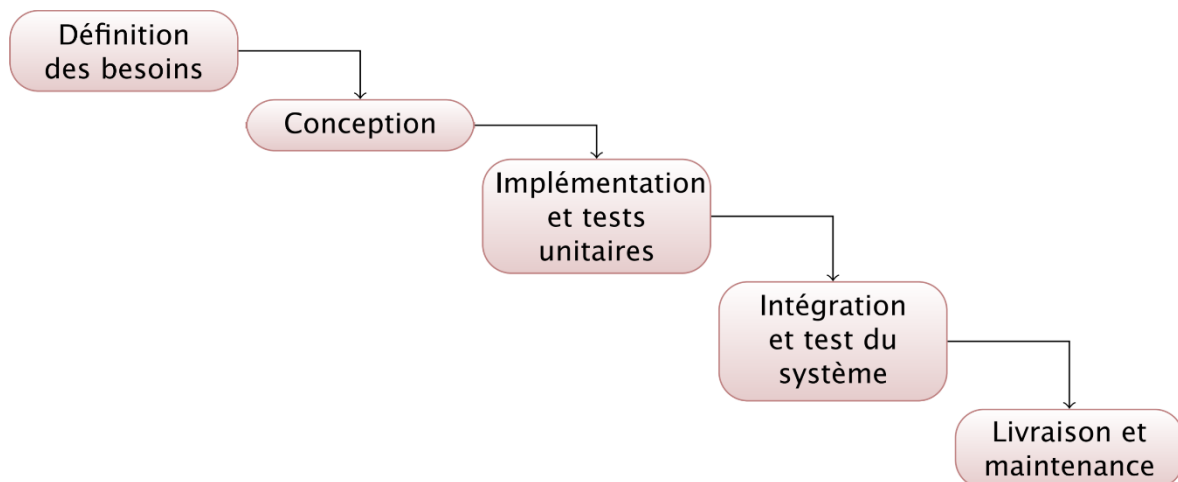 Définition
des besoins
Conception
Implémentation
et tests
unitaires
Intégration
et test du
système
Livraison et
maintenance